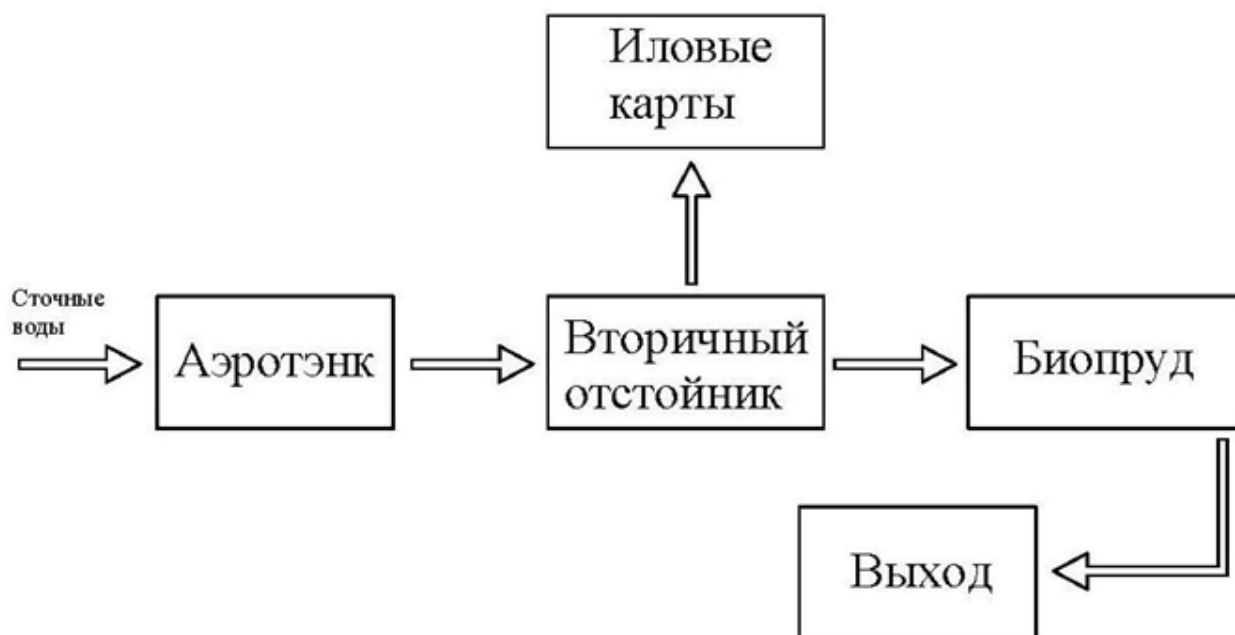 Иловые
карты
Сточные
воды
Аэротэнк
Вторичный
отстойник
Биопруд
Выход